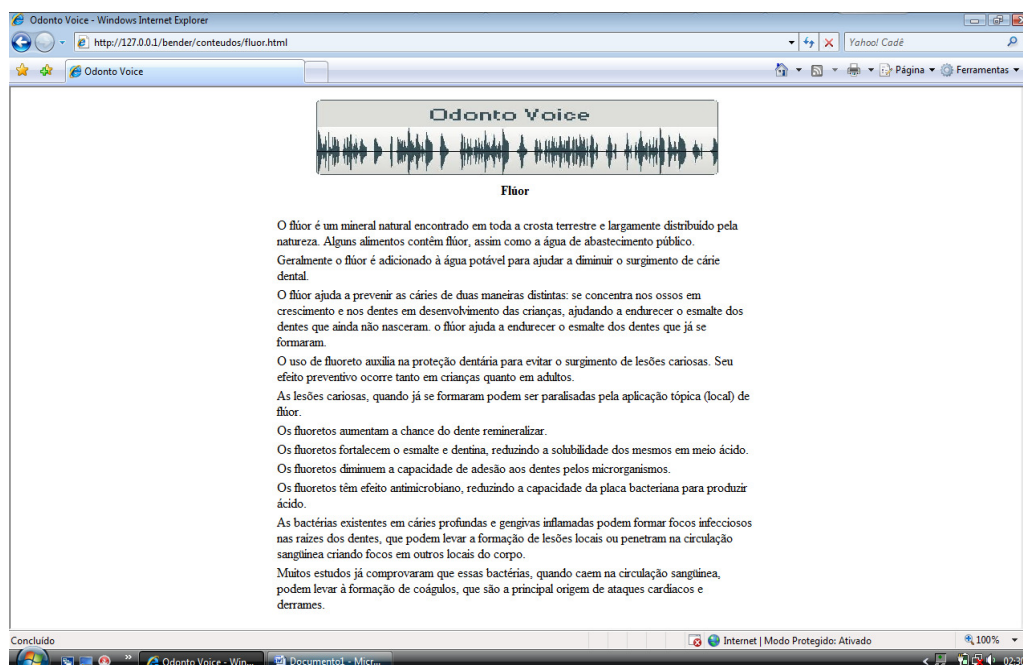 Odonto Voice - Windows Internet Explorer
http://127.0.0.1/bender/conteudos/fluor.html
Yahoo! Cadê
Odonto Voice
Página
Ferramentas
Odonto Voice
Flúor
O flúor é um mineral natural encontrado em toda a crosta terrestre e largamente distribuído pela
natureza. Alguns alimentos contêm flúor, assim como a água de abastecimento público.
Geralmente o flúor é adicionado à água potável para ajudar a diminuir o surgimento de cárie
dental.
O flúor ajuda a prevenir as cáries de duas maneiras distintas: se concentra nos ossos em
crescimento e nos dentes em desenvolvimento das crianças, ajudando a endurecer o esmalte dos
dentes que ainda não nasceram. o flúor ajuda a endurecer o esmalte dos dentes que já se
formaram.
O uso de fluoreto auxilia na proteção dentária para evitar o surgimento de lesões cariosas. Seu
efeito preventivo ocorre tanto em crianças quanto em adultos.
As lesões cariosas, quando já se formaram podem ser paralisadas pela aplicação tópica (local) de
flúor.
Os fluoretos aumentam a chance do dente remineralizar.
Os fluoretos fortalecem o esmalte e dentina, reduzindo a solubilidade dos mesmos em meio ácido.
Os fluoretos diminuem a capacidade de adesão aos dentes pelos microrganismos.
Os fluoretos têm efeito antimicrobiano, reduzindo a capacidade da placa bacteriana para produzir
ácido.
As bactérias existentes em cáries profundas e gengivas inflamadas podem formar focos infecciosos
nas raízes dos dentes, que podem levar a formação de lesões locais ou penetram na circulação
sangüinea criando focos em outros locais do corpo.
Muitos estudos já comprovaram que essas bactérias, quando caem na circulação sangüinea,
podem levar à formação de coágulos, que são a principal origem de ataques cardíacos e
derrames.
Concluído
Internet | Modo Protegido: Ativado
100%
Odonto Voice - Win...
Documento1 - Micr...